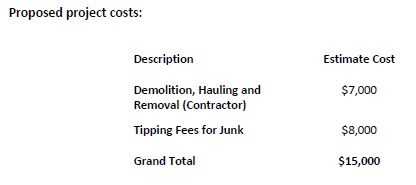 Proposed project costs:
Description Estimate Cost
Demolition, Hauling and $7,000
Removal (Contractor)
Tipping Fees for Junk $8,000
Grand Total $15,000